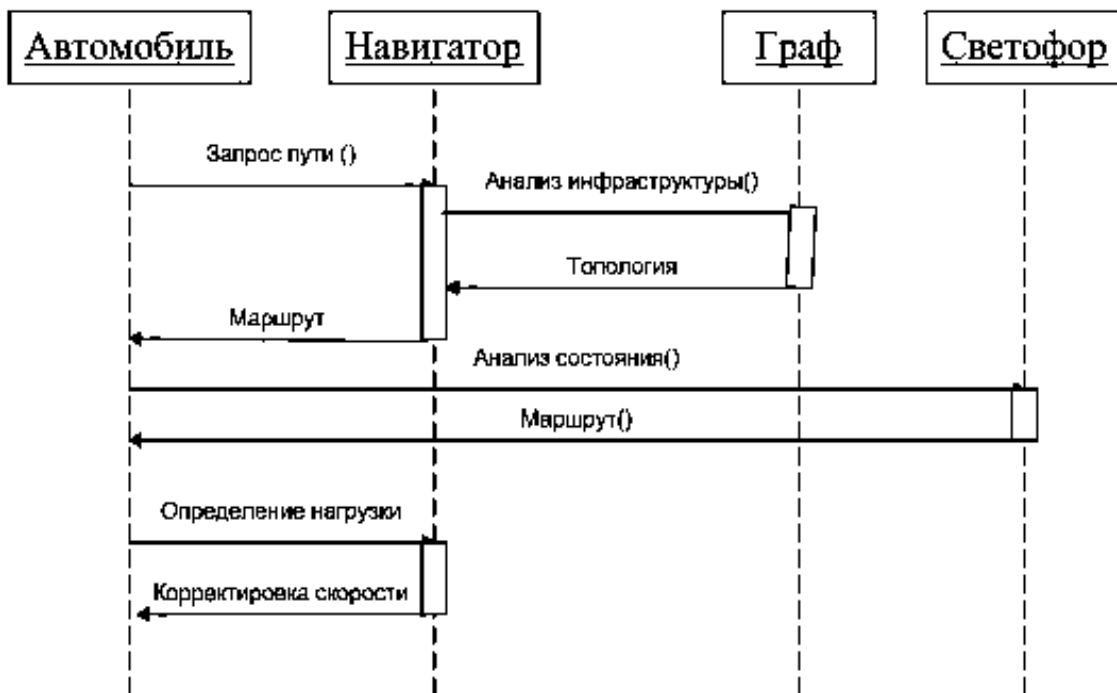 Автомобиль
Навигатор
Граф
Светофор
Запрос пути ()
Анализ инфраструктуры()
Топология
Маршрут
Анализ состояния()
Маршрут()
Определение нагрузки
Корректировка скорости